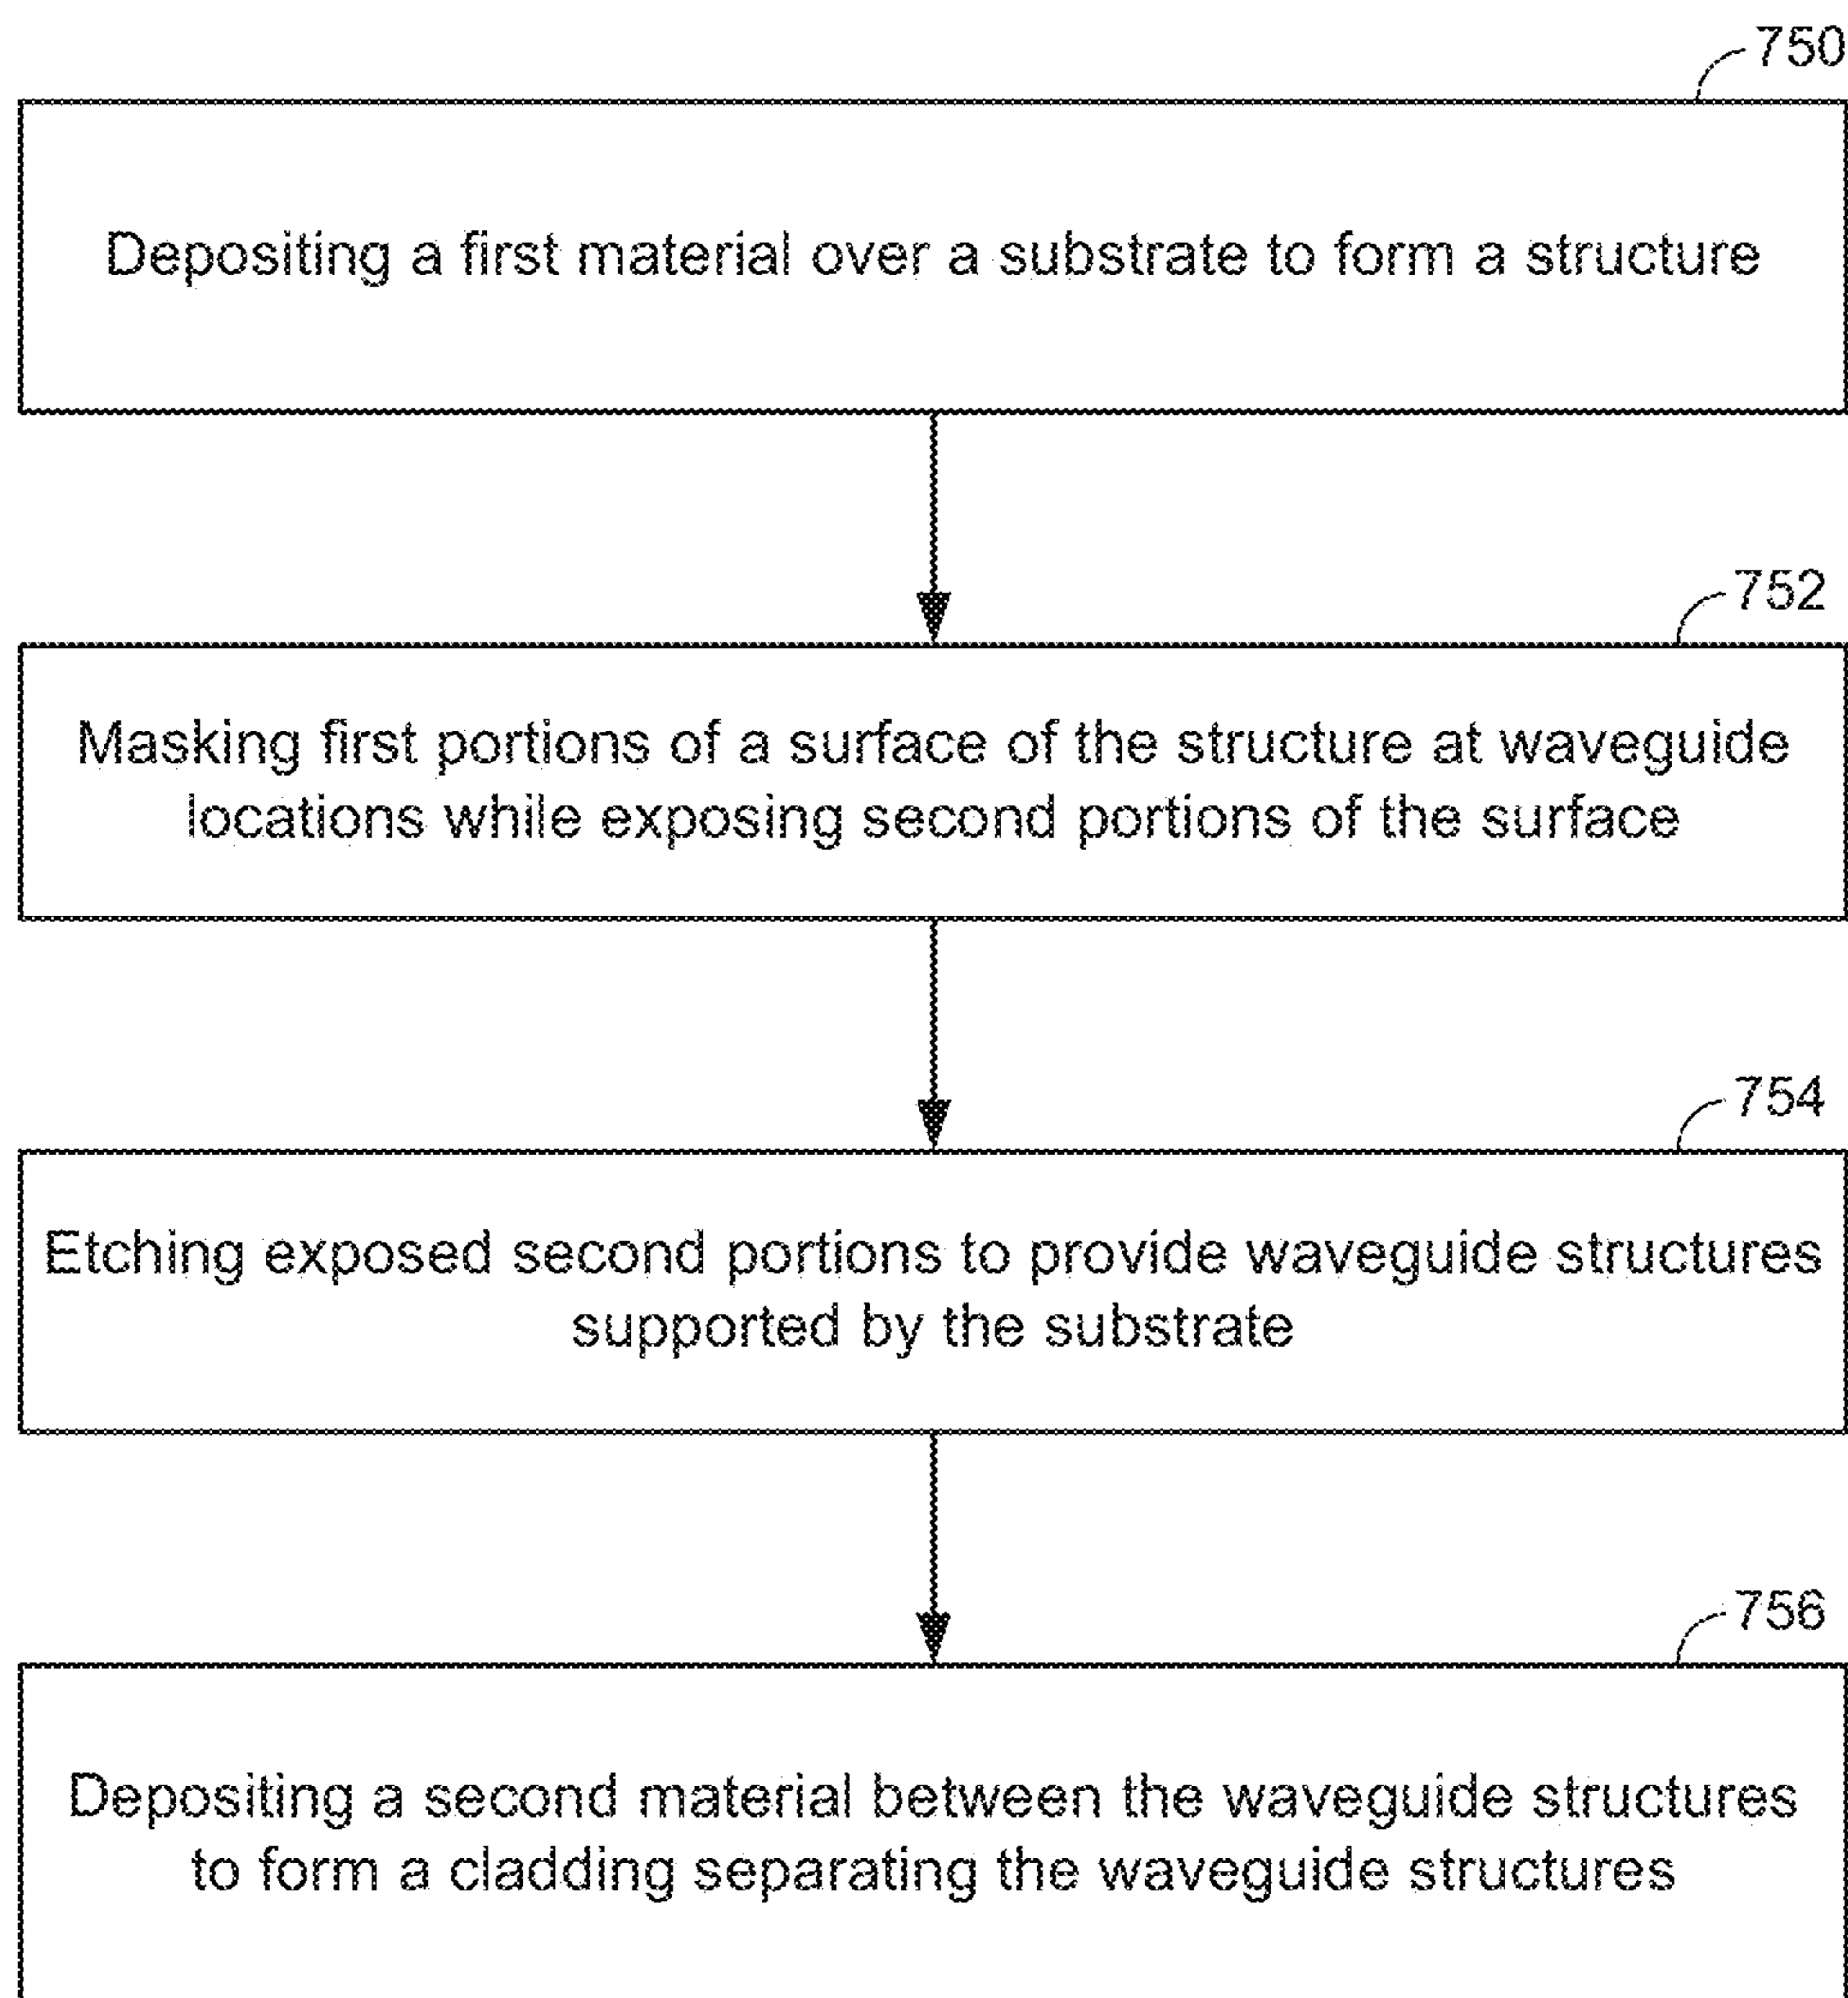 750
Depositing a first material over a substrate to form a structure
752
Masking first portions of a surface of the structure at waveguide
locations while exposing second portions of the surface
754
Etching exposed second portions to provide waveguide structures
supported by the substrate
756
Depositing a second material between the waveguide structures
to form a cladding separating the waveguide structures